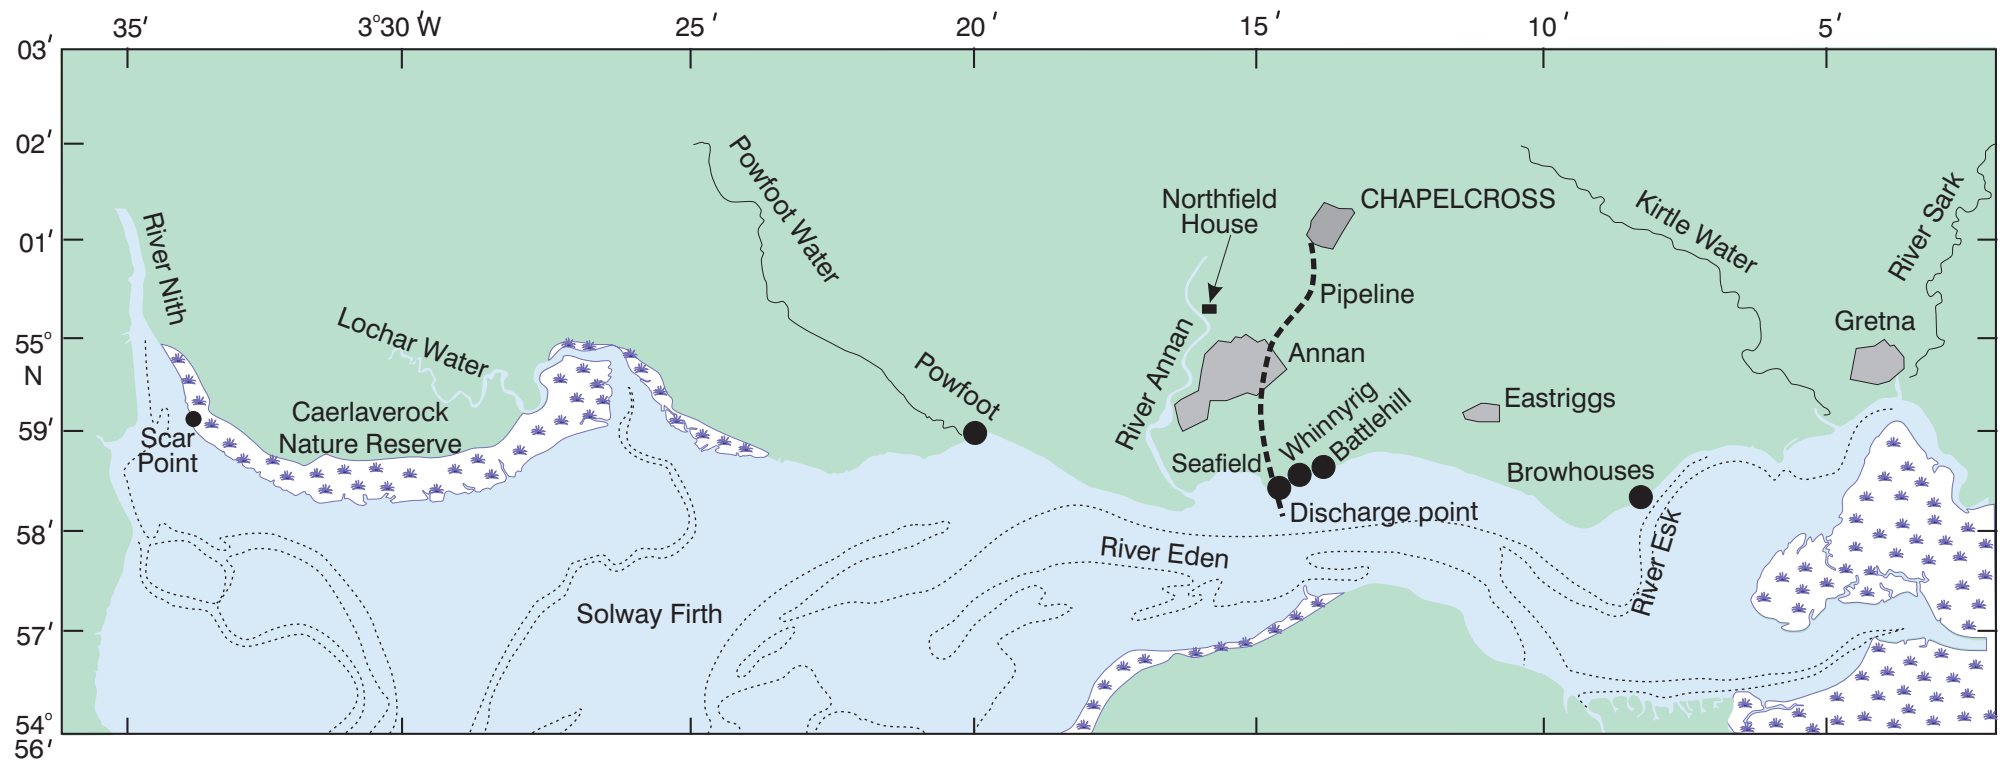 35′
3°30′W
25′
20′
15′
10′
5′
03′
02′
01′
55°
N
59′
58′
57′
54°
56′
River Nith
Lochar Water
Powfoot Water
Powfoot
Scar
Point
Caerlaverock
Nature Reserve
Solway Firth
Northfield
House
CHAPELCROSS
Pipeline
River Annan
Annan
Seafield
Whinnyrig
Battlehill
Discharge point
River Eden
Eastriggs
Browhouses
River Esk
Kirtle Water
River Sark
Gretna